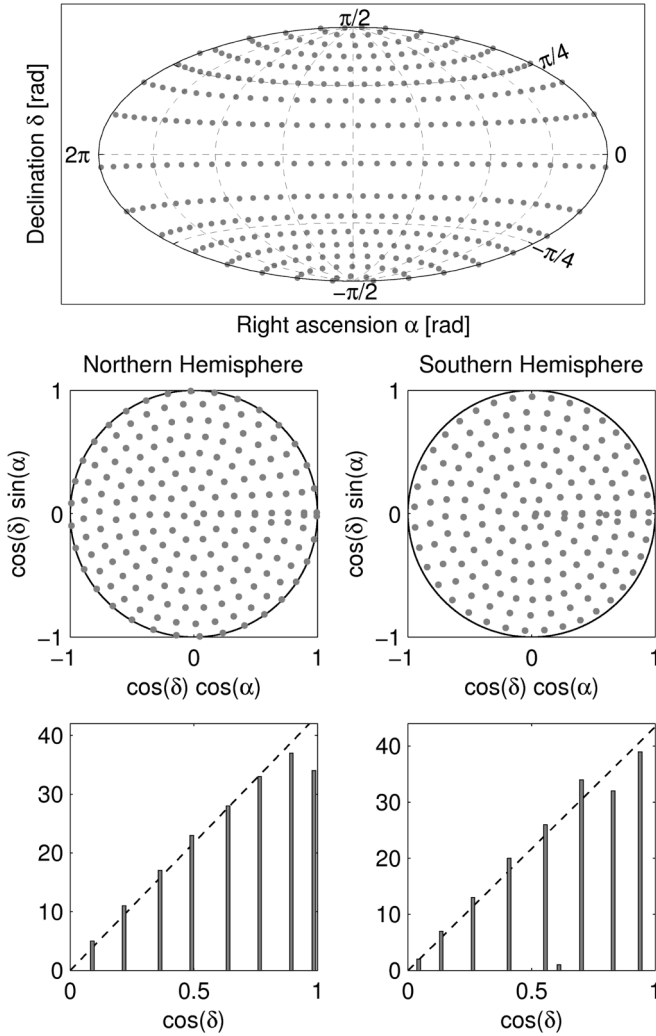 π/2
π/4
Declination δ [rad]
2π
0
−π/4
−π/2
Right ascension α [rad]
Northern Hemisphere
Southern Hemisphere
1
1
cos(δ) sin(α)
0
cos(δ) sin(α)
0
−1
−1
−1
0
1
−1
0
1
cos(δ) cos(α)
cos(δ) cos(α)
40
40
30
30
20
20
10
10
0
0
0
0.5
1
0
0.5
1
cos(δ)
cos(δ)